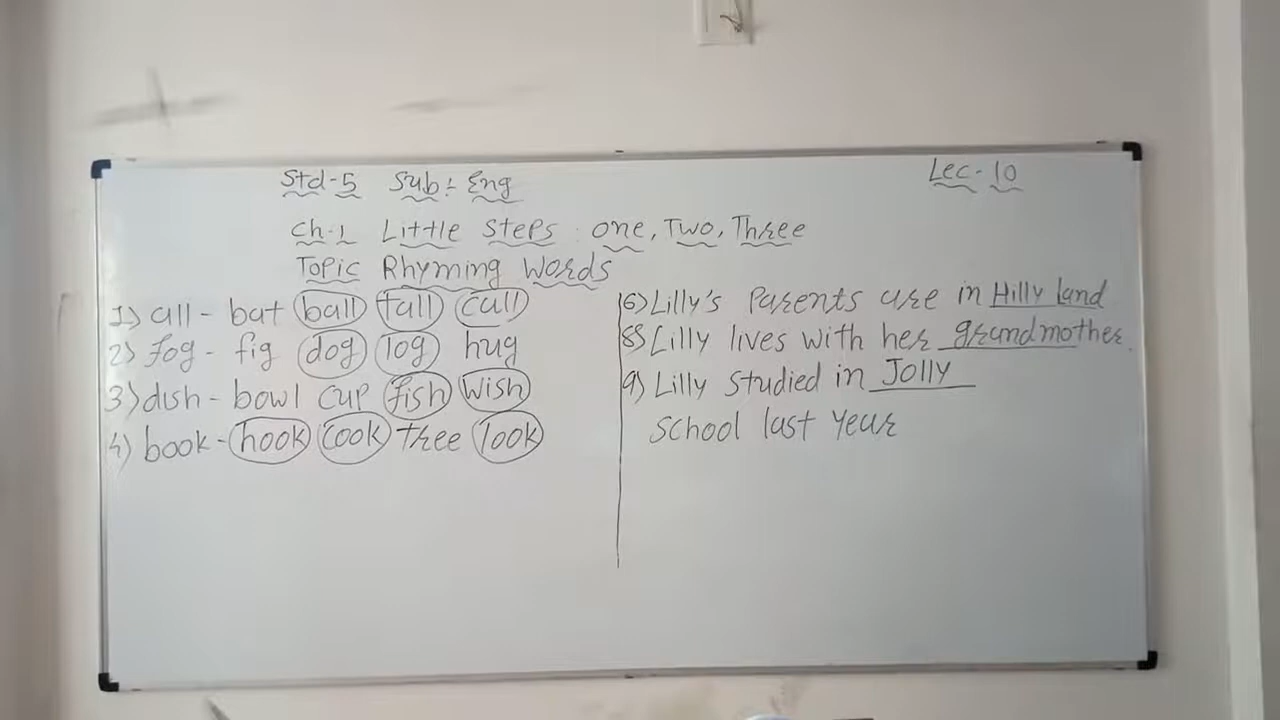 Std-5 Sub:- Eng
Lec-10
Ch.1 Little Steps : one, Two, Three
Topic Rhyming Words
1) all - bat ball fall call
2) fog - fig dog log hug
3) dish - bowl cup fish wish
4) book - hook cook tree look
6) Lilly's Parents are in Hilly land
8) Lilly lives with her grandmother.
9) Lilly Studied in Jolly
School last year